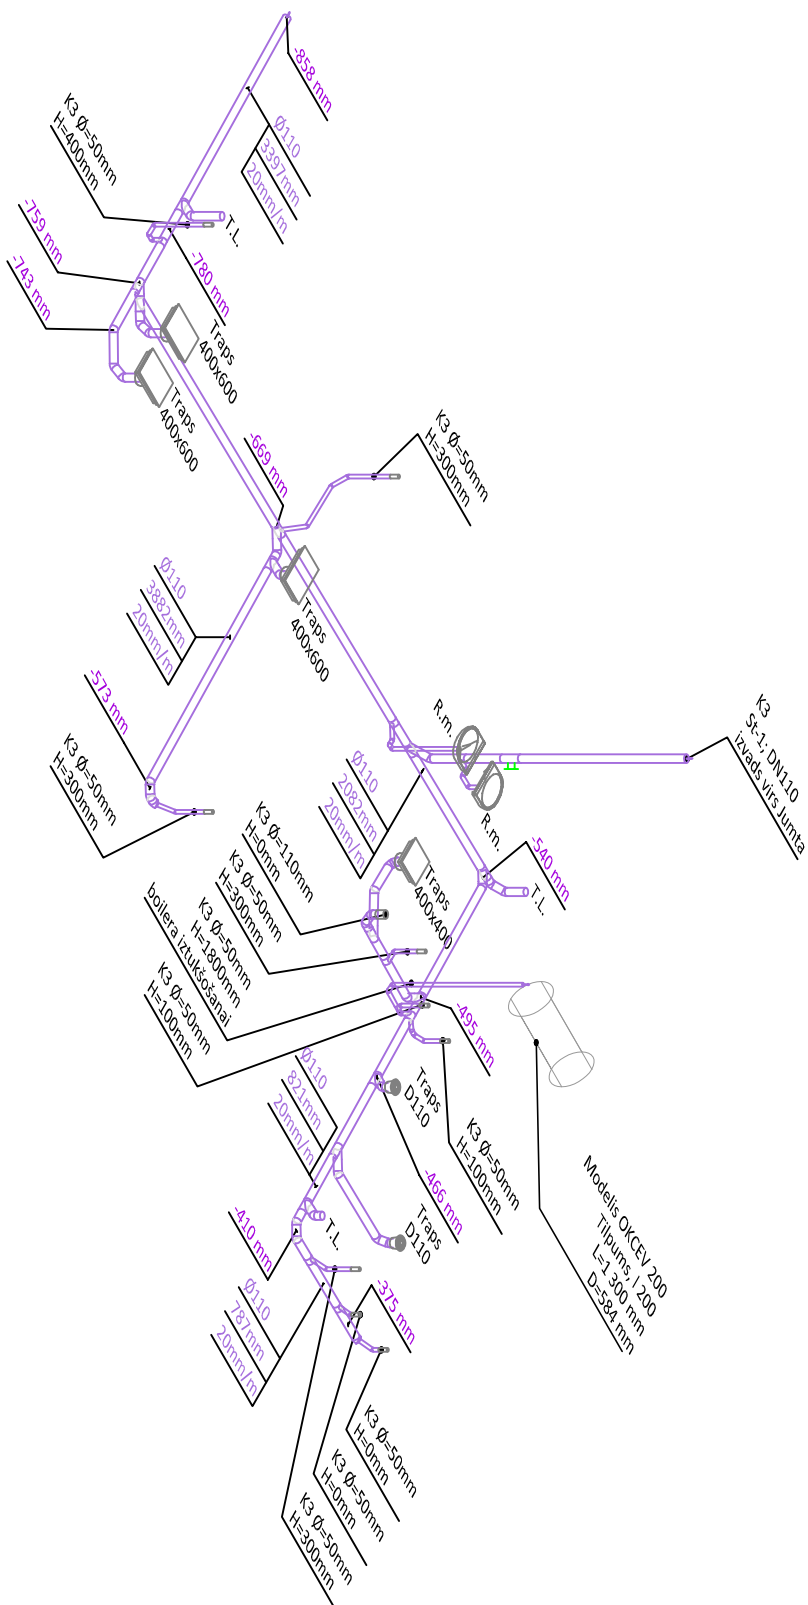 -858 mm
K3 Ø=50mm
H=400mm
Ø110
3397mm
20mm/m
T.L.
-759 mm
-743 mm
-780 mm
Traps
400x600
Traps
400x600
-669 mm
K3 Ø=50mm
H=300mm
Ø110
3882mm
20mm/m
Traps
400x600
-573 mm
K3 Ø=50mm
H=300mm
R.m.
K3
St-1; DN110
izvads virs Jumta
Ø110
2082mm
20mm/m
R.m.
-540 mm
T.L.
K3 Ø=110mm
H=0mm
Traps
400x400
K3 Ø=50mm
H=300mm
K3 Ø=50mm
H=1800mm
boilera iztukšošanai
K3 Ø=50mm
H=100mm
-495 mm
Ø110
821mm
20mm/m
Traps
D110
K3 Ø=50mm
H=100mm
-466 mm
Modelis OKCEV 200
Tilpums, l 200
L=1 300 mm
D=584 mm
-410 mm
T.L.
Traps
D110
Ø110
787mm
20mm/m
-375 mm
K3 Ø=50mm
H=0mm
K3 Ø=50mm
H=0mm
K3 Ø=50mm
H=300mm